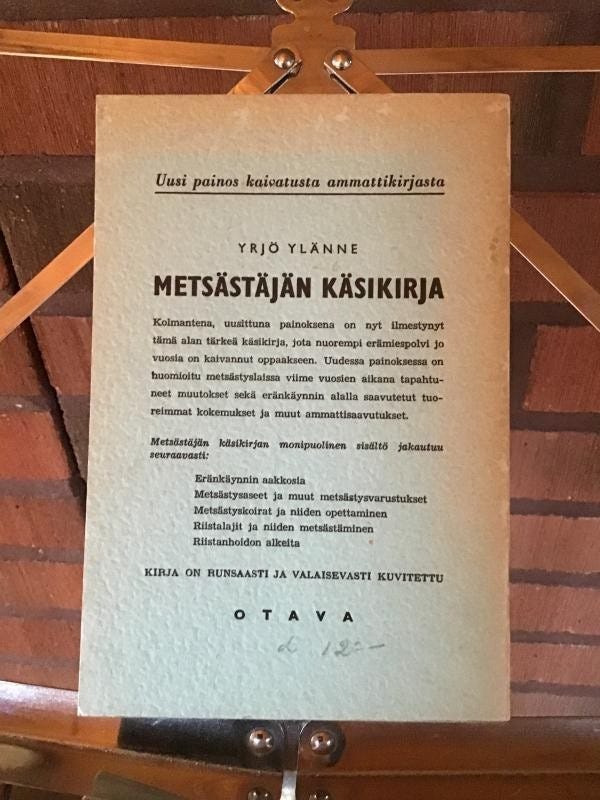 Uusi painos kaivatusta ammattikirjasta
YRJÖ YLÄNNE
METSÄSTÄJÄN KÄSIKIRJA
Kolmantena, uusittuna painoksena on nyt ilmestynyt
tämä alan tärkeä käsikirja, jota nuorempi erämiespolvi jo
vuosia on kaivannut oppaakseen. Uudessa painoksessa on
huomioitu metsästyslaissa viime vuosien aikana tapahtu-
neet muutokset sekä eränkäynnin alalla saavutetut tuo-
reimmat kokemukset ja muut ammattisaavutukset.
Metsästäjän käsikirjan monipuolinen sisältö jakautuu
seuraavasti:
Eränkäynnin aakkosia
Metsästysaseet ja muut metsästysvarustukset
Metsästyskoirat ja niiden opettaminen
Riistalajit ja niiden metsästäminen
Riistanhoidon alkeita
KIRJA ON RUNSAASTI JA VALAISEVASTI KUVITETTU
OTAVA